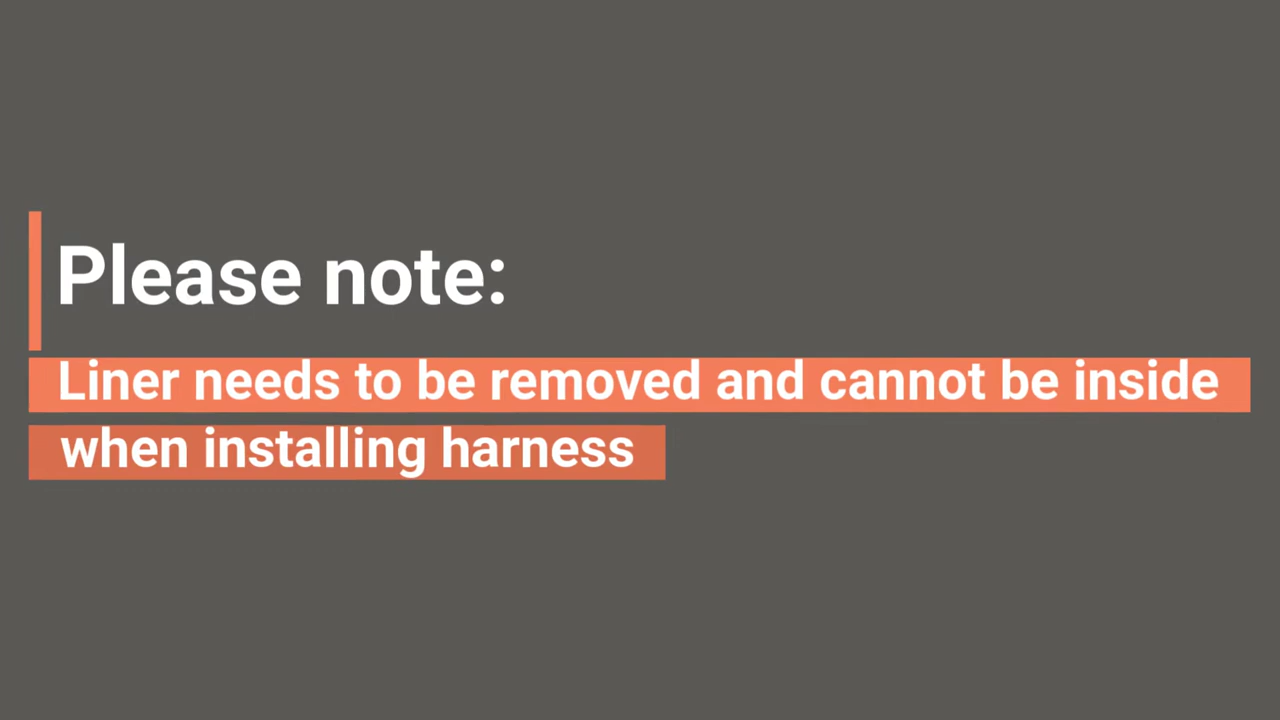 Please note:
Liner needs to be removed and cannot be inside
when installing harness